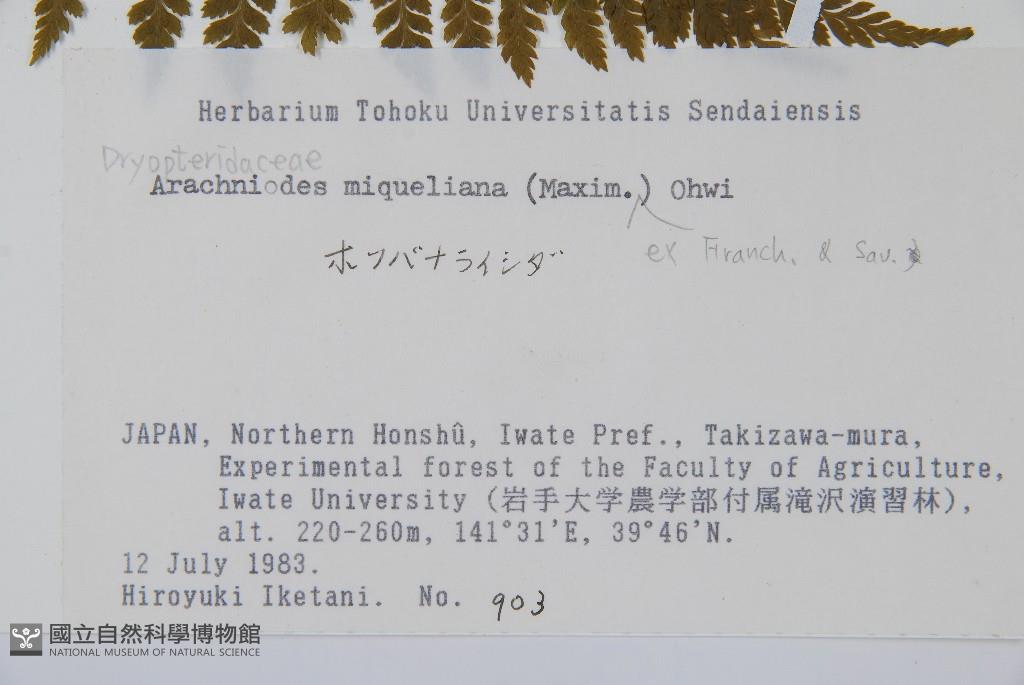 Herbarium Tohoku Universitatis Sendaiensis
Dryopteridaceae
Arachniodes miqueliana (Maxim.) Ohwi
ex Franch. & Sav.
ホソバナライシダ
JAPAN, Northern Honshû, Iwate Pref., Takizawa-mura,
Experimental forest of the Faculty of Agriculture,
Iwate University (岩手大学農学部付属滝沢演習林),
alt. 220-260m, 141°31'E, 39°46'N.
12 July 1983.
Hiroyuki Iketani. No. 903
國立自然科學博物館
NATIONAL MUSEUM OF NATURAL SCIENCE